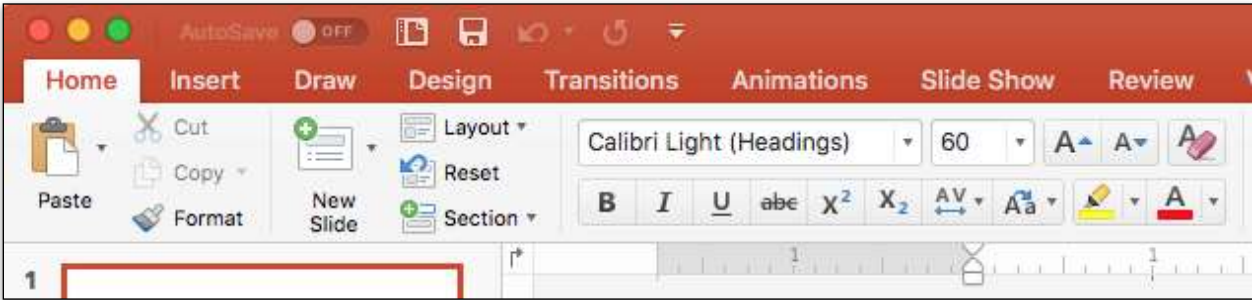 AutoSave OFF
Home Insert Draw Design Transitions Animations Slide Show Review
Cut
Copy
Format
Paste
New
Slide
Layout
Reset
Section
Calibri Light (Headings) 60 A A A
B I U abc X² X₂ AV Aa A
1
1 1